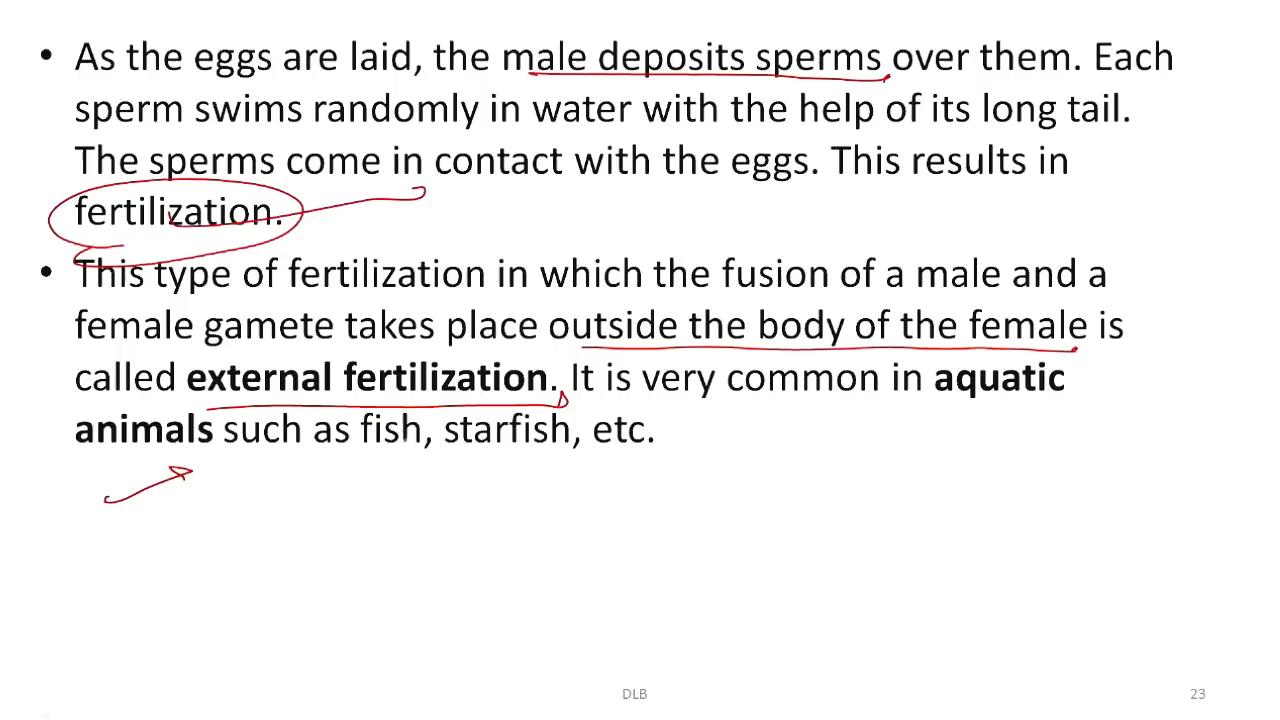 • As the eggs are laid, the male deposits sperms over them. Each
sperm swims randomly in water with the help of its long tail.
The sperms come in contact with the eggs. This results in
fertilization.
• This type of fertilization in which the fusion of a male and a
female gamete takes place outside the body of the female is
called external fertilization. It is very common in aquatic
animals such as fish, starfish, etc.
DLB
23